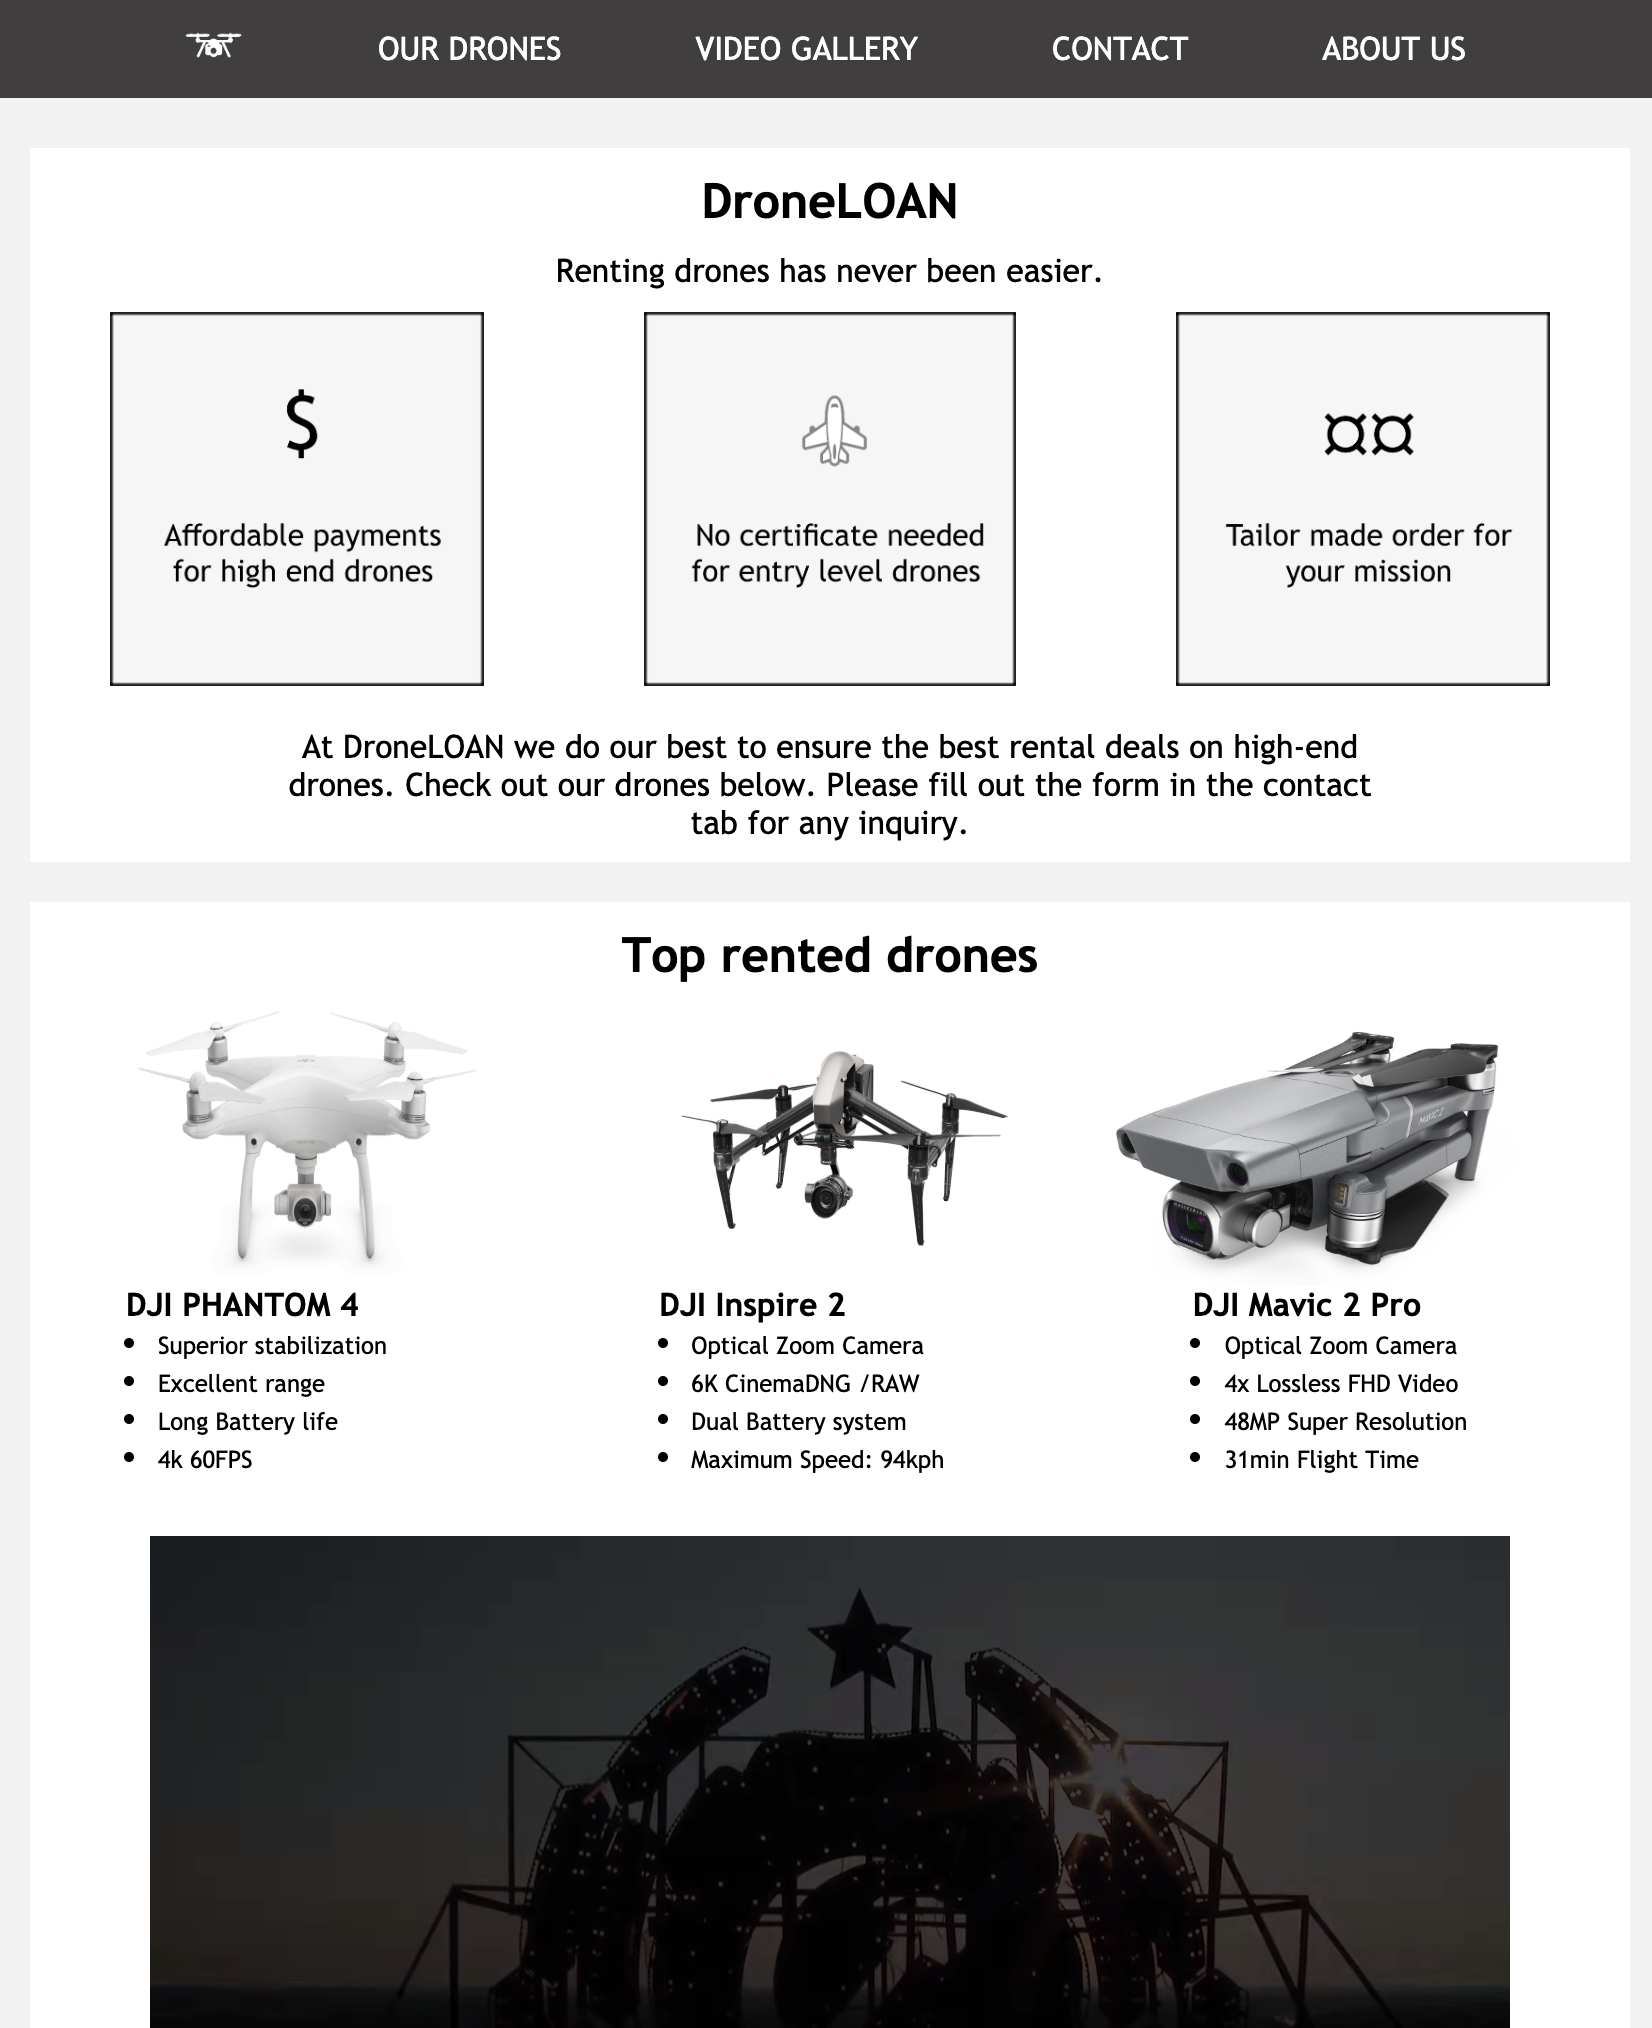 OUR DRONES
VIDEO GALLERY
CONTACT
ABOUT US
DroneLOAN
Renting drones has never been easier.
$
Affordable payments
for high end drones
No certificate needed
for entry level drones
¤¤
Tailor made order for
your mission
At DroneLOAN we do our best to ensure the best rental deals on high-end
drones. Check out our drones below. Please fill out the form in the contact
tab for any inquiry.
Top rented drones
MAVIC 2
HASSELBLAD
DJI PHANTOM 4
• Superior stabilization
• Excellent range
• Long Battery life
• 4k 60FPS
DJI Inspire 2
• Optical Zoom Camera
• 6K CinemaDNG /RAW
• Dual Battery system
• Maximum Speed: 94kph
DJI Mavic 2 Pro
• Optical Zoom Camera
• 4x Lossless FHD Video
• 48MP Super Resolution
• 31min Flight Time